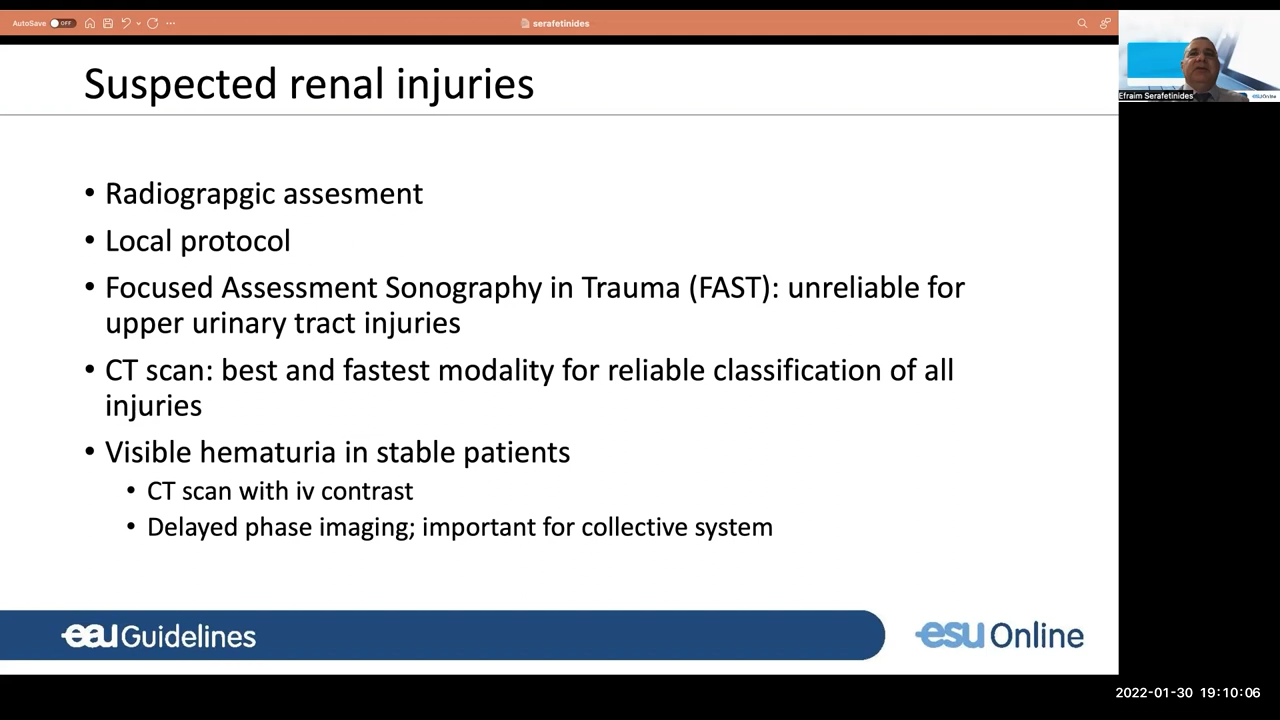 AutoSave OFF
serafetinides
Efraim Serafetinides
esu Online
Suspected renal injuries
• Radiograpgic assesment
• Local protocol
• Focused Assessment Sonography in Trauma (FAST): unreliable for
upper urinary tract injuries
• CT scan: best and fastest modality for reliable classification of all
injuries
• Visible hematuria in stable patients
• CT scan with iv contrast
• Delayed phase imaging; important for collective system
eau Guidelines
esu Online
2022-01-30 19:10:06